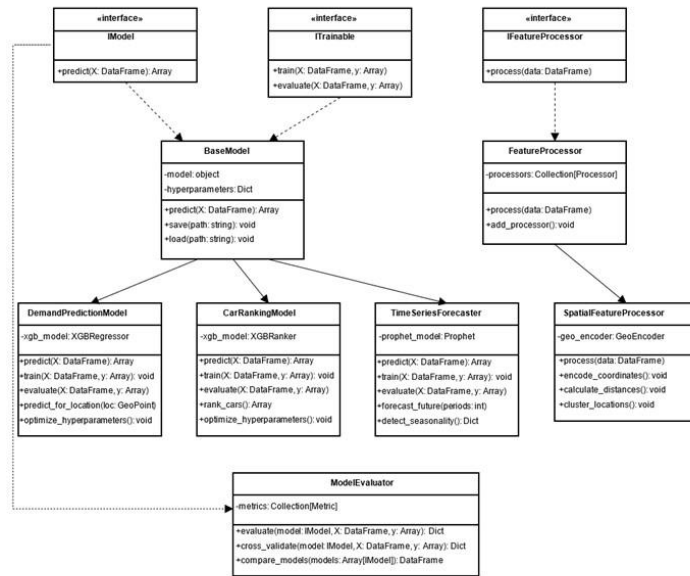 «interface»
IModel
+predict(X: DataFrame): Array
«interface»
ITrainable
+train(X: DataFrame, y: Array)
+evaluate(X: DataFrame, y: Array)
«interface»
IFeatureProcessor
+process(data: DataFrame)
BaseModel
-model: object
-hyperparameters: Dict
+predict(X: DataFrame): Array
+save(path: string): void
+load(path: string): void
FeatureProcessor
-processors: Collection[Processor]
+process(data: DataFrame)
+add_processor(): void
DemandPredictionModel
-xgb_model: XGBRegressor
+predict(X: DataFrame): Array
+train(X: DataFrame, y: Array): void
+evaluate(X: DataFrame, y: Array)
+predict_for_location(loc: GeoPoint)
+optimize_hyperparameters(): void
CarRankingModel
-xgb_model: XGBRanker
+predict(X: DataFrame): Array
+train(X: DataFrame, y: Array): void
+evaluate(X: DataFrame, y: Array)
+rank_cars(): Array
+optimize_hyperparameters(): void
TimeSeriesForecaster
-prophet_model: Prophet
+predict(X: DataFrame): Array
+train(X: DataFrame, y: Array): void
+evaluate(X: DataFrame, y: Array)
+forecast_future(periods: int)
+detect_seasonality(): Dict
SpatialFeatureProcessor
-geo_encoder: GeoEncoder
+process(data: DataFrame)
+encode_coordinates(): void
+calculate_distances(): void
+cluster_locations(): void
ModelEvaluator
-metrics: Collection[Metric]
+evaluate(model: IModel, X: DataFrame, y: Array): Dict
+cross_validate(model: IModel, X: DataFrame, y: Array): Dict
+compare_models(models: Array[IModel]): DataFrame